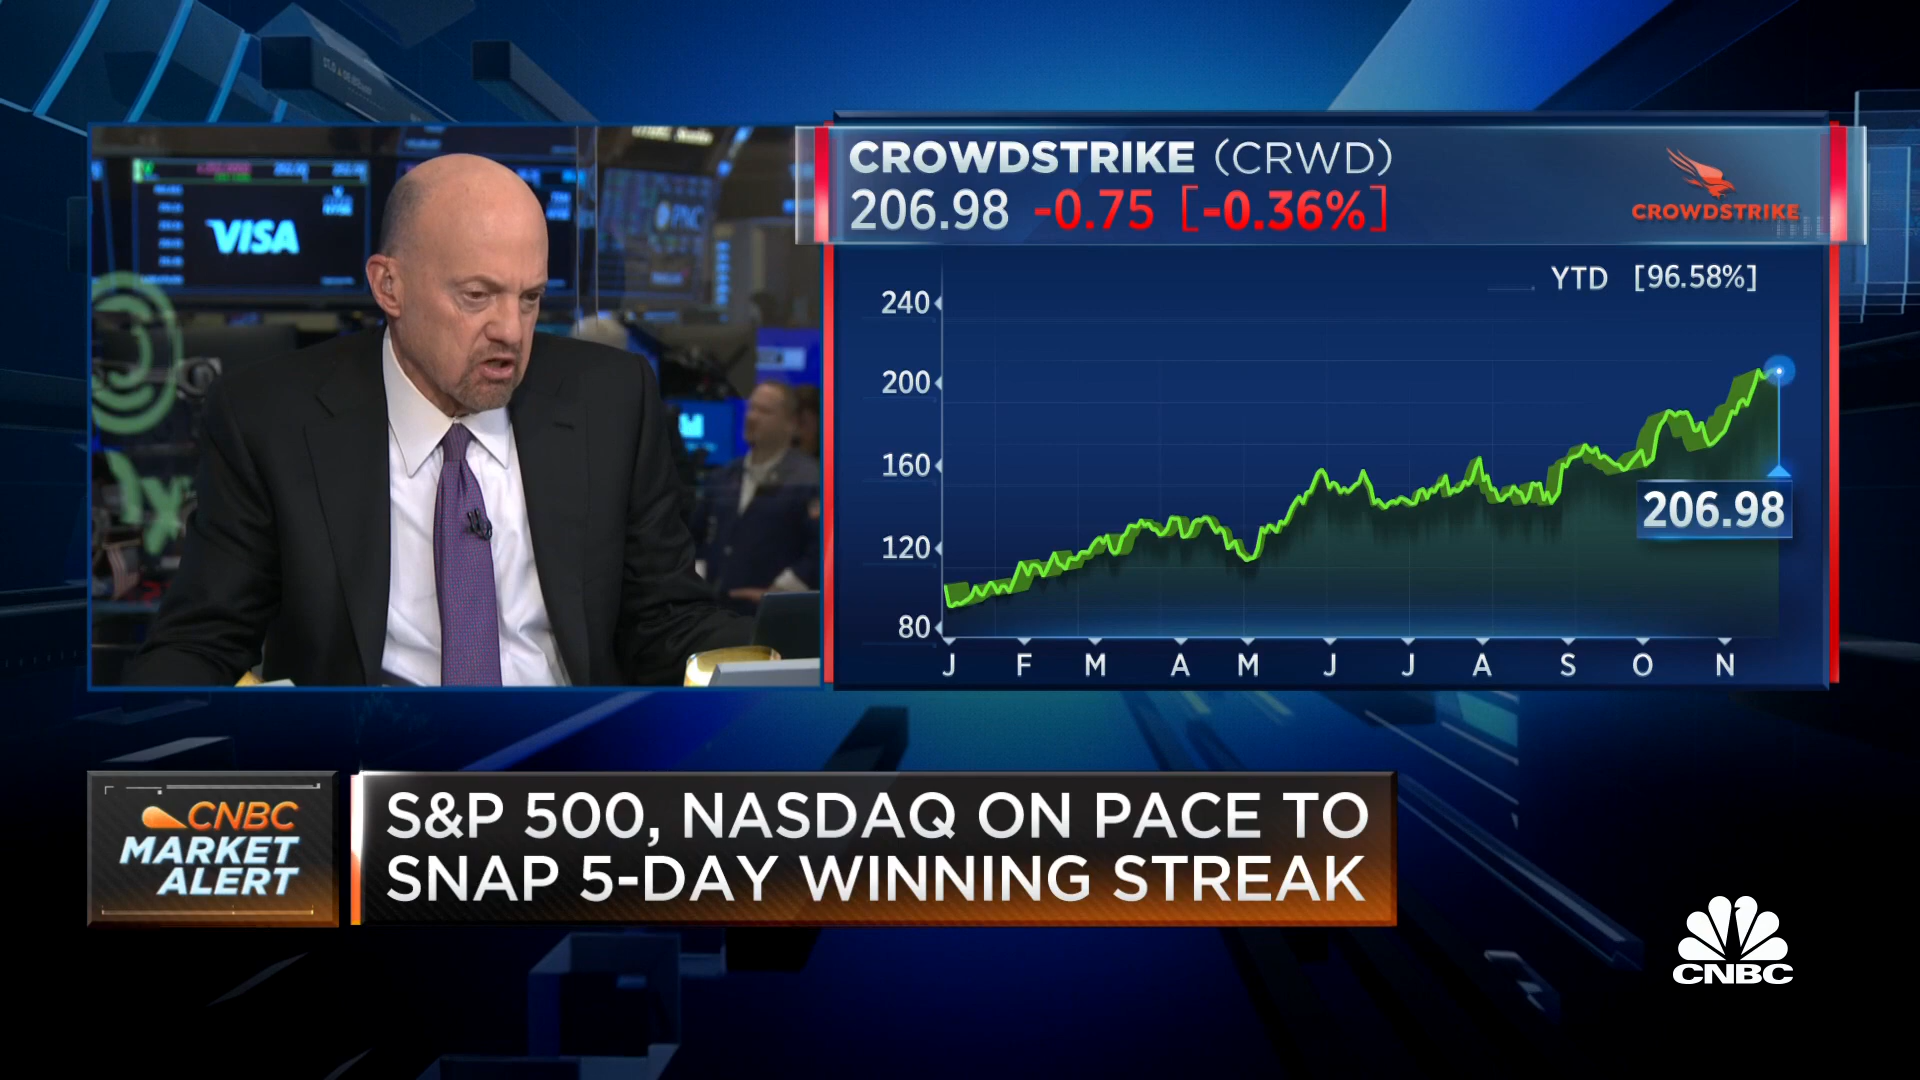 VISA
PNC
CROWDSTRIKE (CRWD)
206.98 -0.75 [-0.36%]
CROWDSTRIKE
YTD [96.58%]
240
200
160
120
80
206.98
J F M A M J J A S O N
CNBC
MARKET
ALERT
S&P 500, NASDAQ ON PACE TO
SNAP 5-DAY WINNING STREAK
CNBC